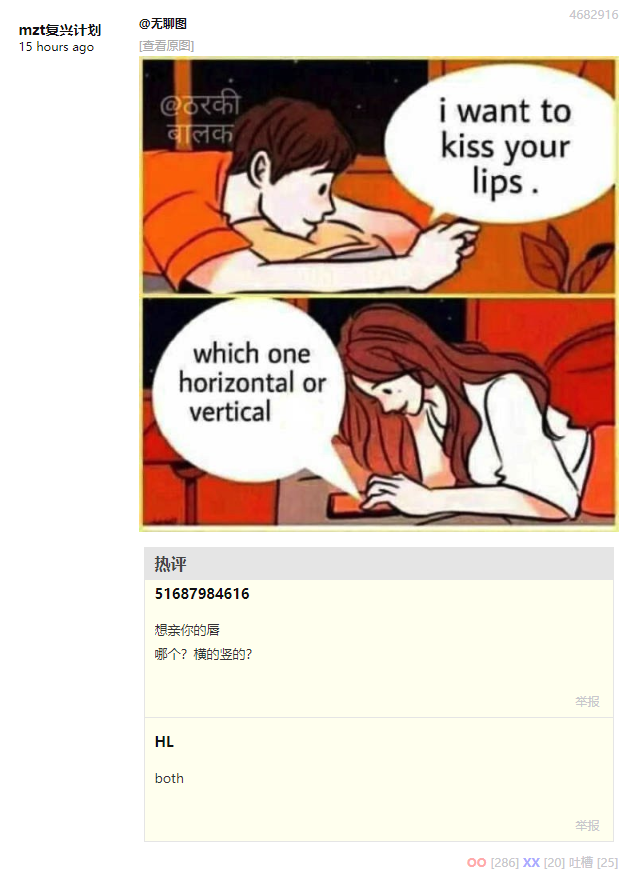 4682916
mzt复兴计划
15 hours ago
@无聊图
[查看原图]
@ठरकी
बालक
i want to
kiss your
lips .
which one
horizontal or
vertical
热评
51687984616
想亲你的唇
哪个？横的竖的？
举报
HL
both
举报
OO [286] XX [20] 吐槽 [25]